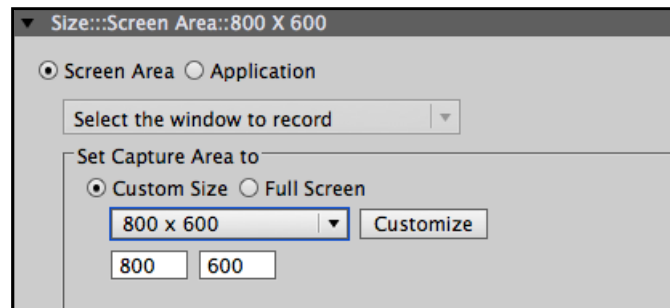 Size:::Screen Area::800 X 600
Screen Area Application
Select the window to record
Set Capture Area to
Custom Size Full Screen
800 x 600 Customize
800 600